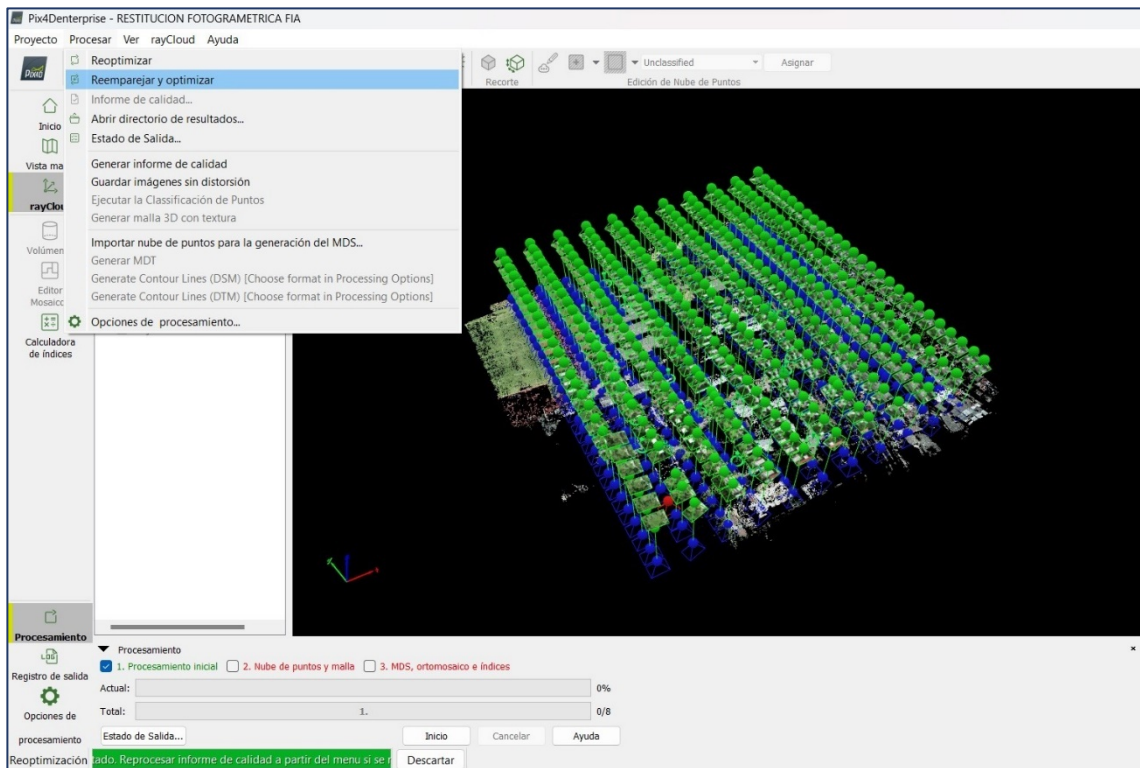 Pix4Denterprise - RESTITUCION FOTOGRAMETRICA FIA
Proyecto Procesar Ver rayCloud Ayuda
Reoptimizar
Reemparejar y optimizar
Informe de calidad...
Abrir directorio de resultados...
Estado de Salida...
Generar informe de calidad
Guardar imágenes sin distorsión
Ejecutar la Classificación de Puntos
Generar malla 3D con textura
Importar nube de puntos para la generación del MDS...
Generar MDT
Generate Contour Lines (DSM) [Choose format in Processing Options]
Generate Contour Lines (DTM) [Choose format in Processing Options]
Opciones de procesamiento...
Unclassified
Asignar
Recorte
Edición de Nube de Puntos
Inicio
Vista ma
rayClou
Volúmen
Editor
Mosaico
Calculadora
de índices
Procesamiento
Registro de salida
Opciones de
procesamiento
Procesamiento
1. Procesamiento inicial 2. Nube de puntos y malla 3. MDS, ortomosaico e índices
Actual: 0%
Total: 1. 0/8
Estado de Salida... Inicio Cancelar Ayuda
Reoptimización tado. Reprocesar informe de calidad a partir del menu si se r Descartar